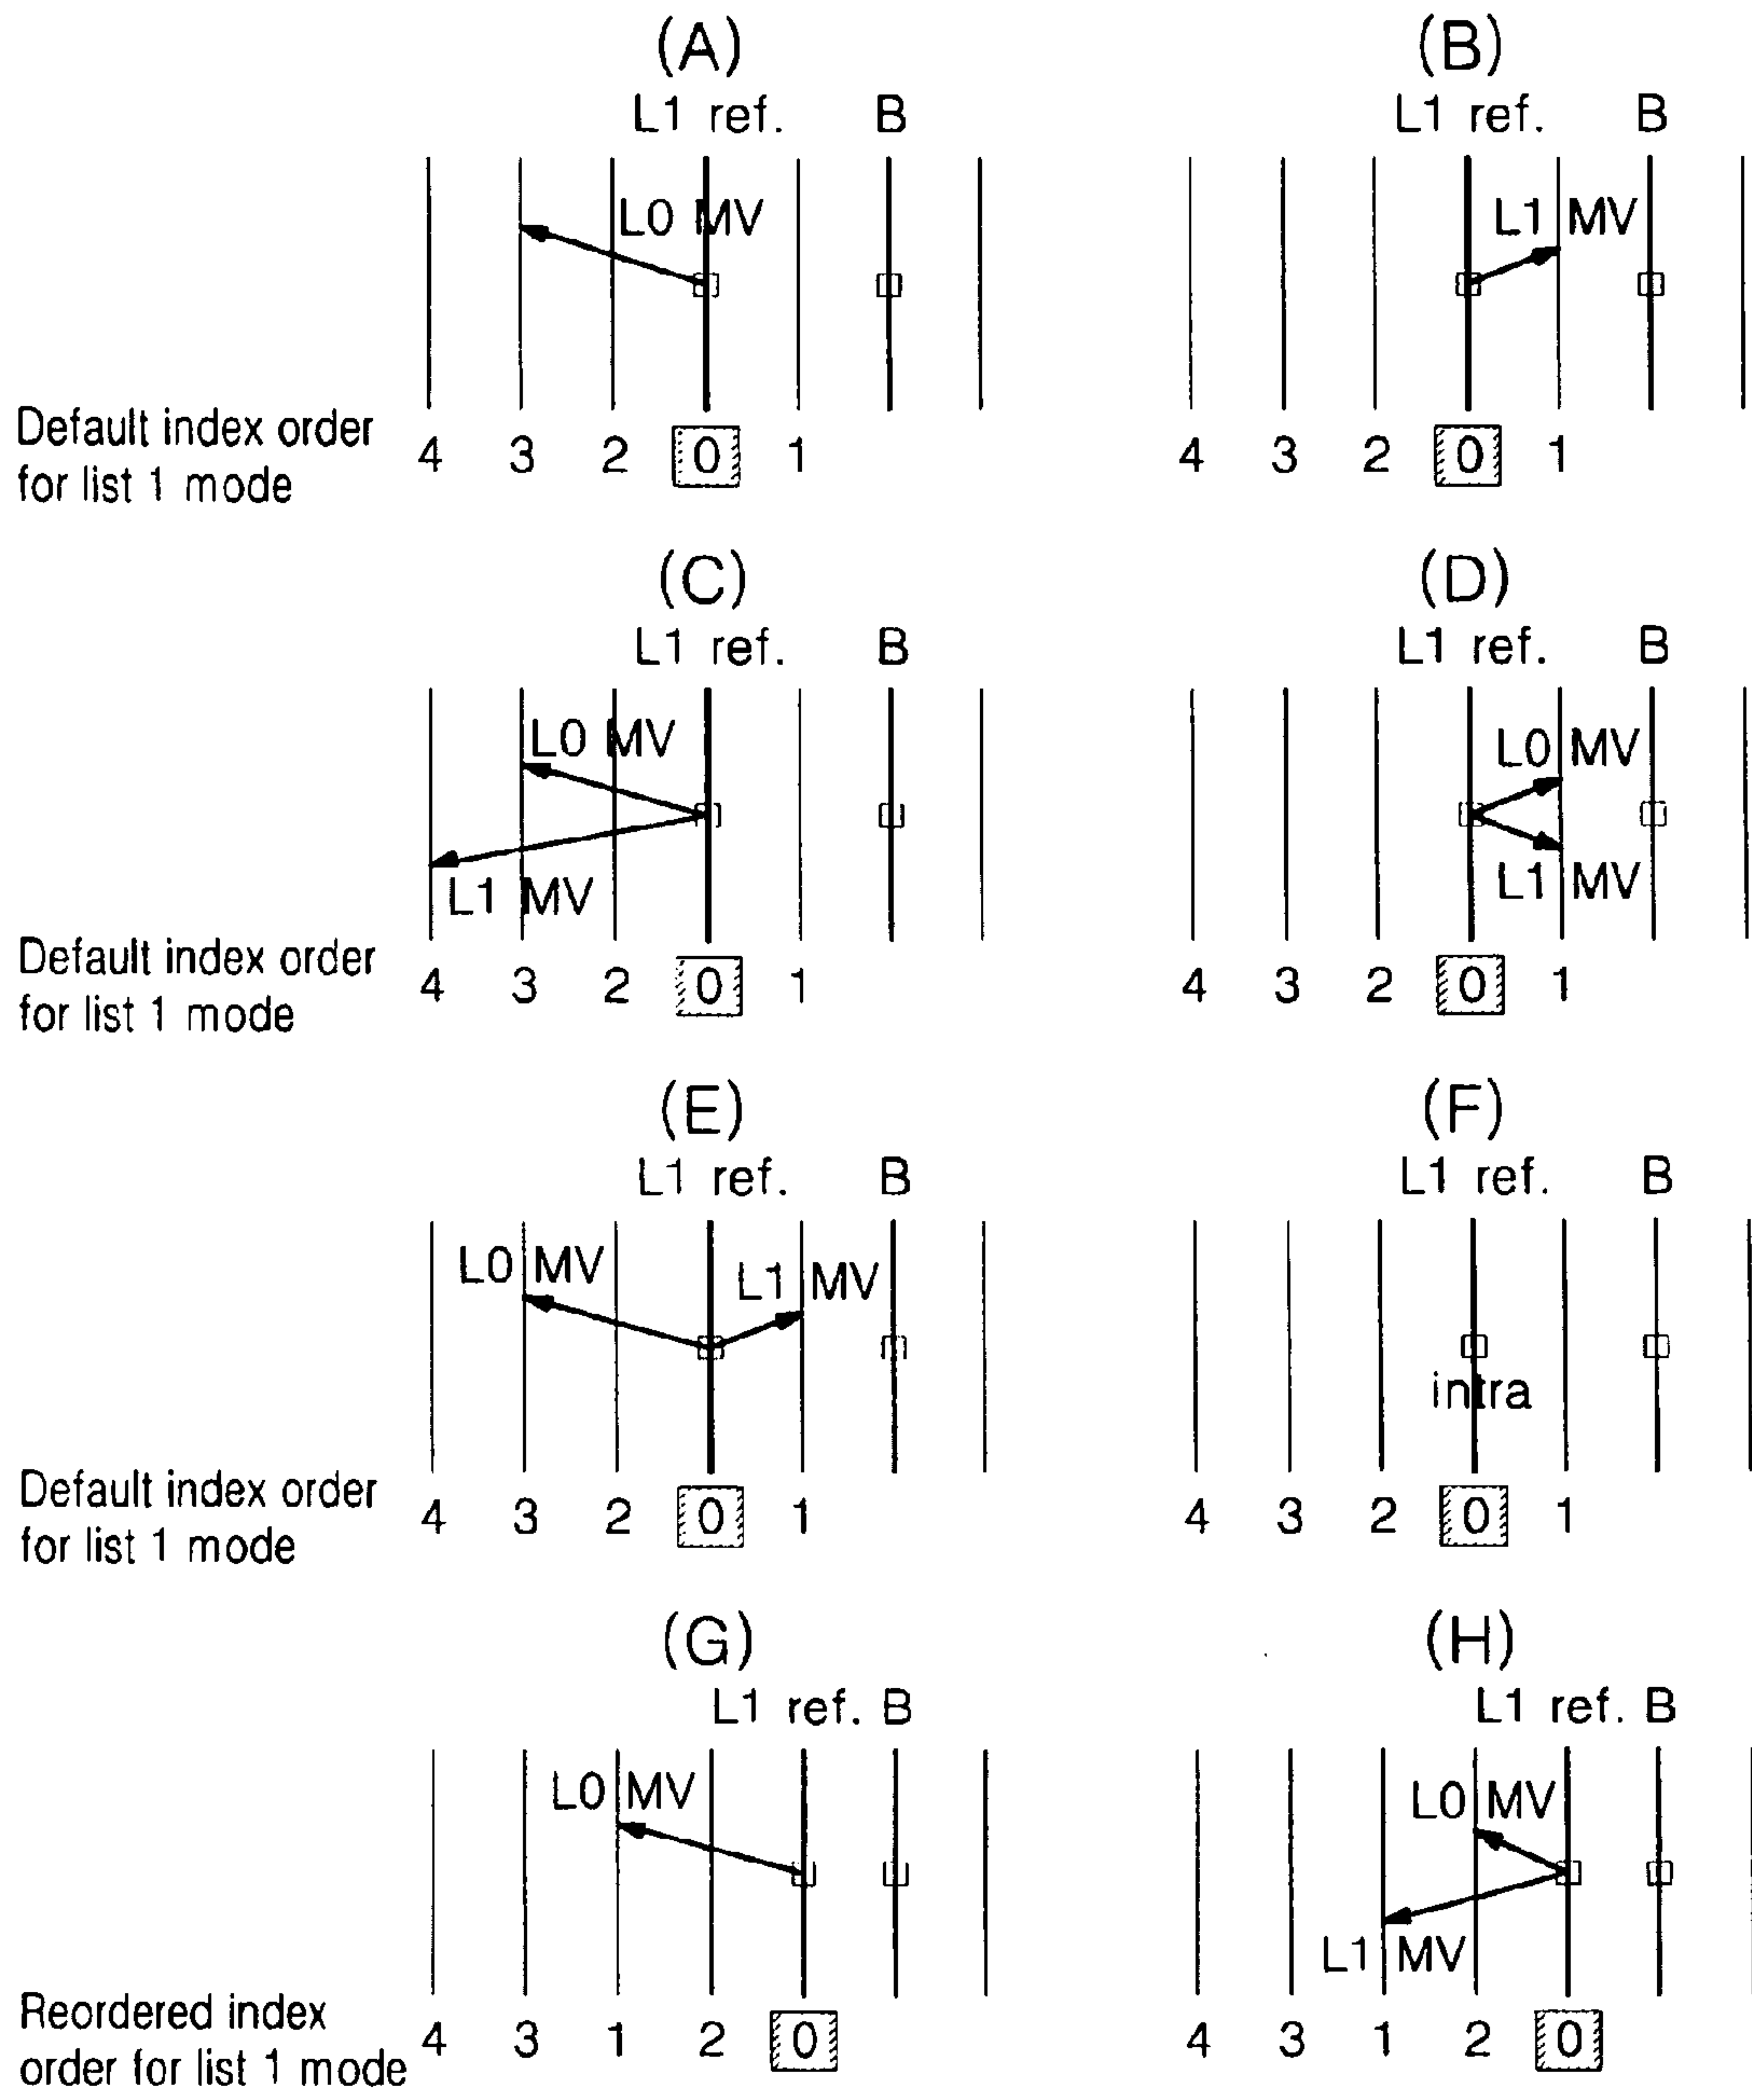 (A) (B)
L1 ref. B L1 ref. B
L0 MV L1 MV
Default index order
for list 1 mode
4 3 2 0 1 4 3 2 0 1
(C) (D)
L1 ref. B L1 ref. B
L0 MV L0 MV
L1 MV L1 MV
Default index order
for list 1 mode
4 3 2 0 1 4 3 2 0 1
(E) (F)
L1 ref. B L1 ref. B
L0 MV L1 MV
intra
Default index order
for list 1 mode
4 3 2 0 1 4 3 2 0 1
(G) (H)
L1 ref. B L1 ref. B
L0 MV L0 MV
L1 MV
Reordered index
order for list 1 mode
4 3 1 2 0 4 3 1 2 0